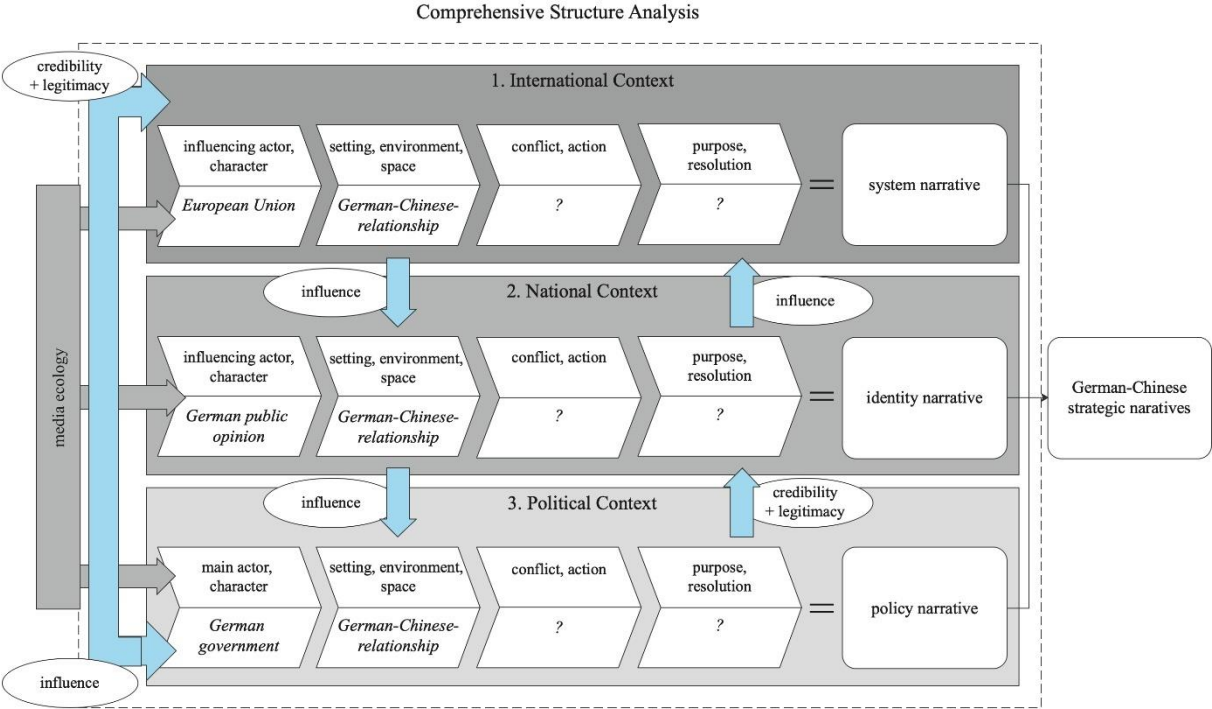 Comprehensive Structure Analysis
credibility
+ legitimacy
1. International Context
influencing actor,
character
European Union
setting, environment,
space
German-Chinese-
relationship
conflict, action
?
purpose,
resolution
?
=
system narrative
influence
2. National Context
influence
media ecology
influencing actor,
character
German public
opinion
setting, environment,
space
German-Chinese-
relationship
conflict, action
?
purpose,
resolution
?
=
identity narrative
German-Chinese
strategic naratives
influence
3. Political Context
credibility
+ legitimacy
main actor,
character
German
government
setting, environment,
space
German-Chinese-
relationship
conflict, action
?
purpose,
resolution
?
=
policy narrative
influence